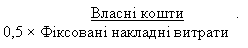 Власні кошти .
0,5 × Фіксовані накладні витрати